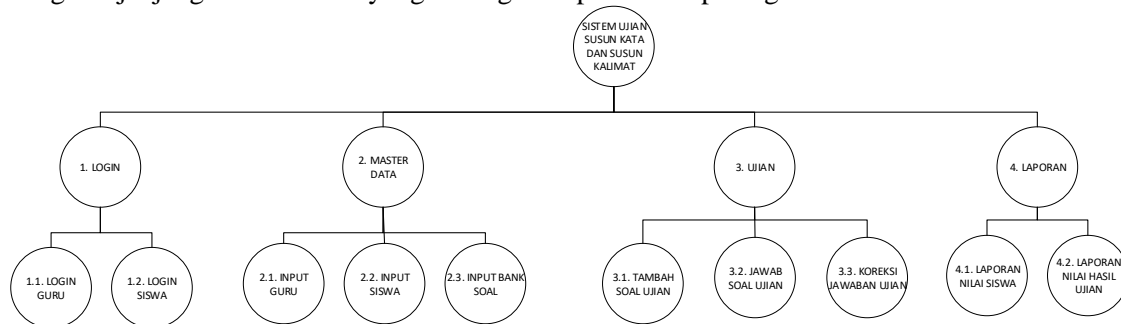 SISTEM UJIAN
SUSUN KATA
DAN SUSUN
KALIMAT
1. LOGIN
2. MASTER
DATA
3. UJIAN
4. LAPORAN
1.1. LOGIN
GURU
1.2. LOGIN
SISWA
2.1. INPUT
GURU
2.2. INPUT
SISWA
2.3. INPUT BANK
SOAL
3.1. TAMBAH
SOAL UJIAN
3.2. JAWAB
SOAL UJIAN
3.3. KOREKSI
JAWABAN UJIAN
4.1. LAPORAN
NILAI SISWA
4.2. LAPORAN
NILAI HASIL
UJIAN